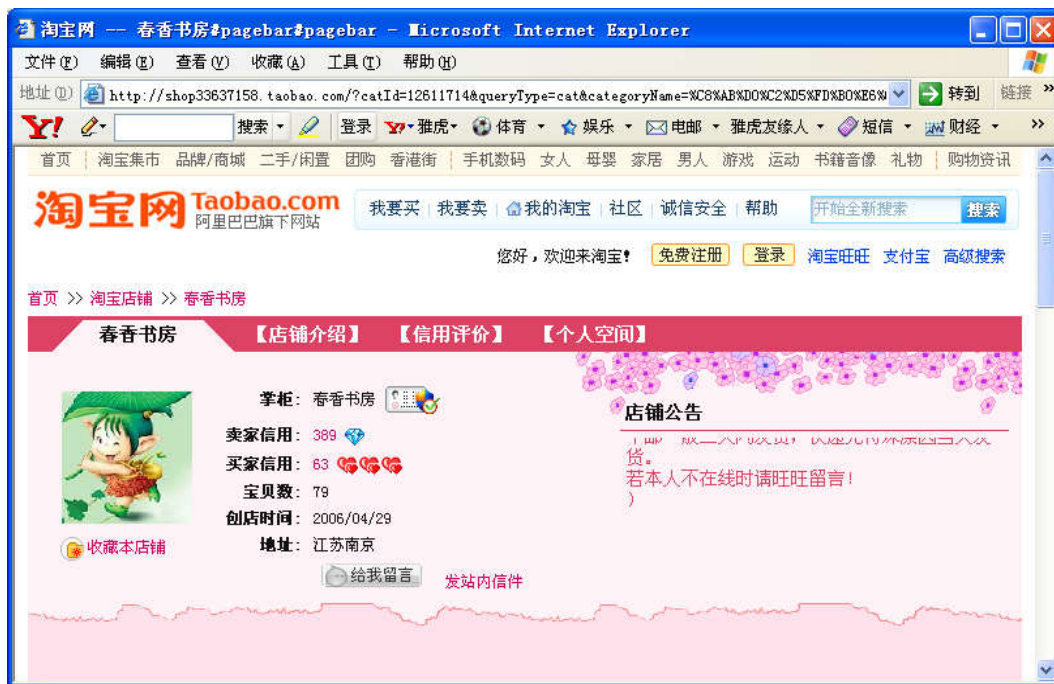 淘宝网 -- 春香书房#pagebar#pagebar - Microsoft Internet Explorer
文件(F) 编辑(E) 查看(V) 收藏(A) 工具(T) 帮助(H)
地址(D) http://shop33637158.taobao.com/?catId=12611714&queryType=cat&categoryName=%C8%AB%D0%C2%D5%FD%B0%E6% 转到 链接 »
Y! 搜索 登录 雅虎 体育 娱乐 电邮 雅虎友缘人 短信 财经 »
首页 淘宝集市 品牌/商城 二手/闲置 团购 香港街 手机数码 女人 母婴 家居 男人 游戏 运动 书籍音像 礼物 购物资讯
淘宝网 Taobao.com 我要买 我要卖 我的淘宝 社区 诚信安全 帮助 开始全新搜索 搜索
阿里巴巴旗下网站
您好，欢迎来淘宝！ 免费注册 登录 淘宝旺旺 支付宝 高级搜索
首页 >> 淘宝店铺 >> 春香书房
春香书房 【店铺介绍】 【信用评价】 【个人空间】
掌柜： 春香书房
卖家信用： 389
买家信用： 63
宝贝数： 79
创店时间： 2006/04/29
地址： 江苏南京
收藏本店铺
给我留言 发站内信件
店铺公告
货。
若本人不在线时请旺旺留言！
）